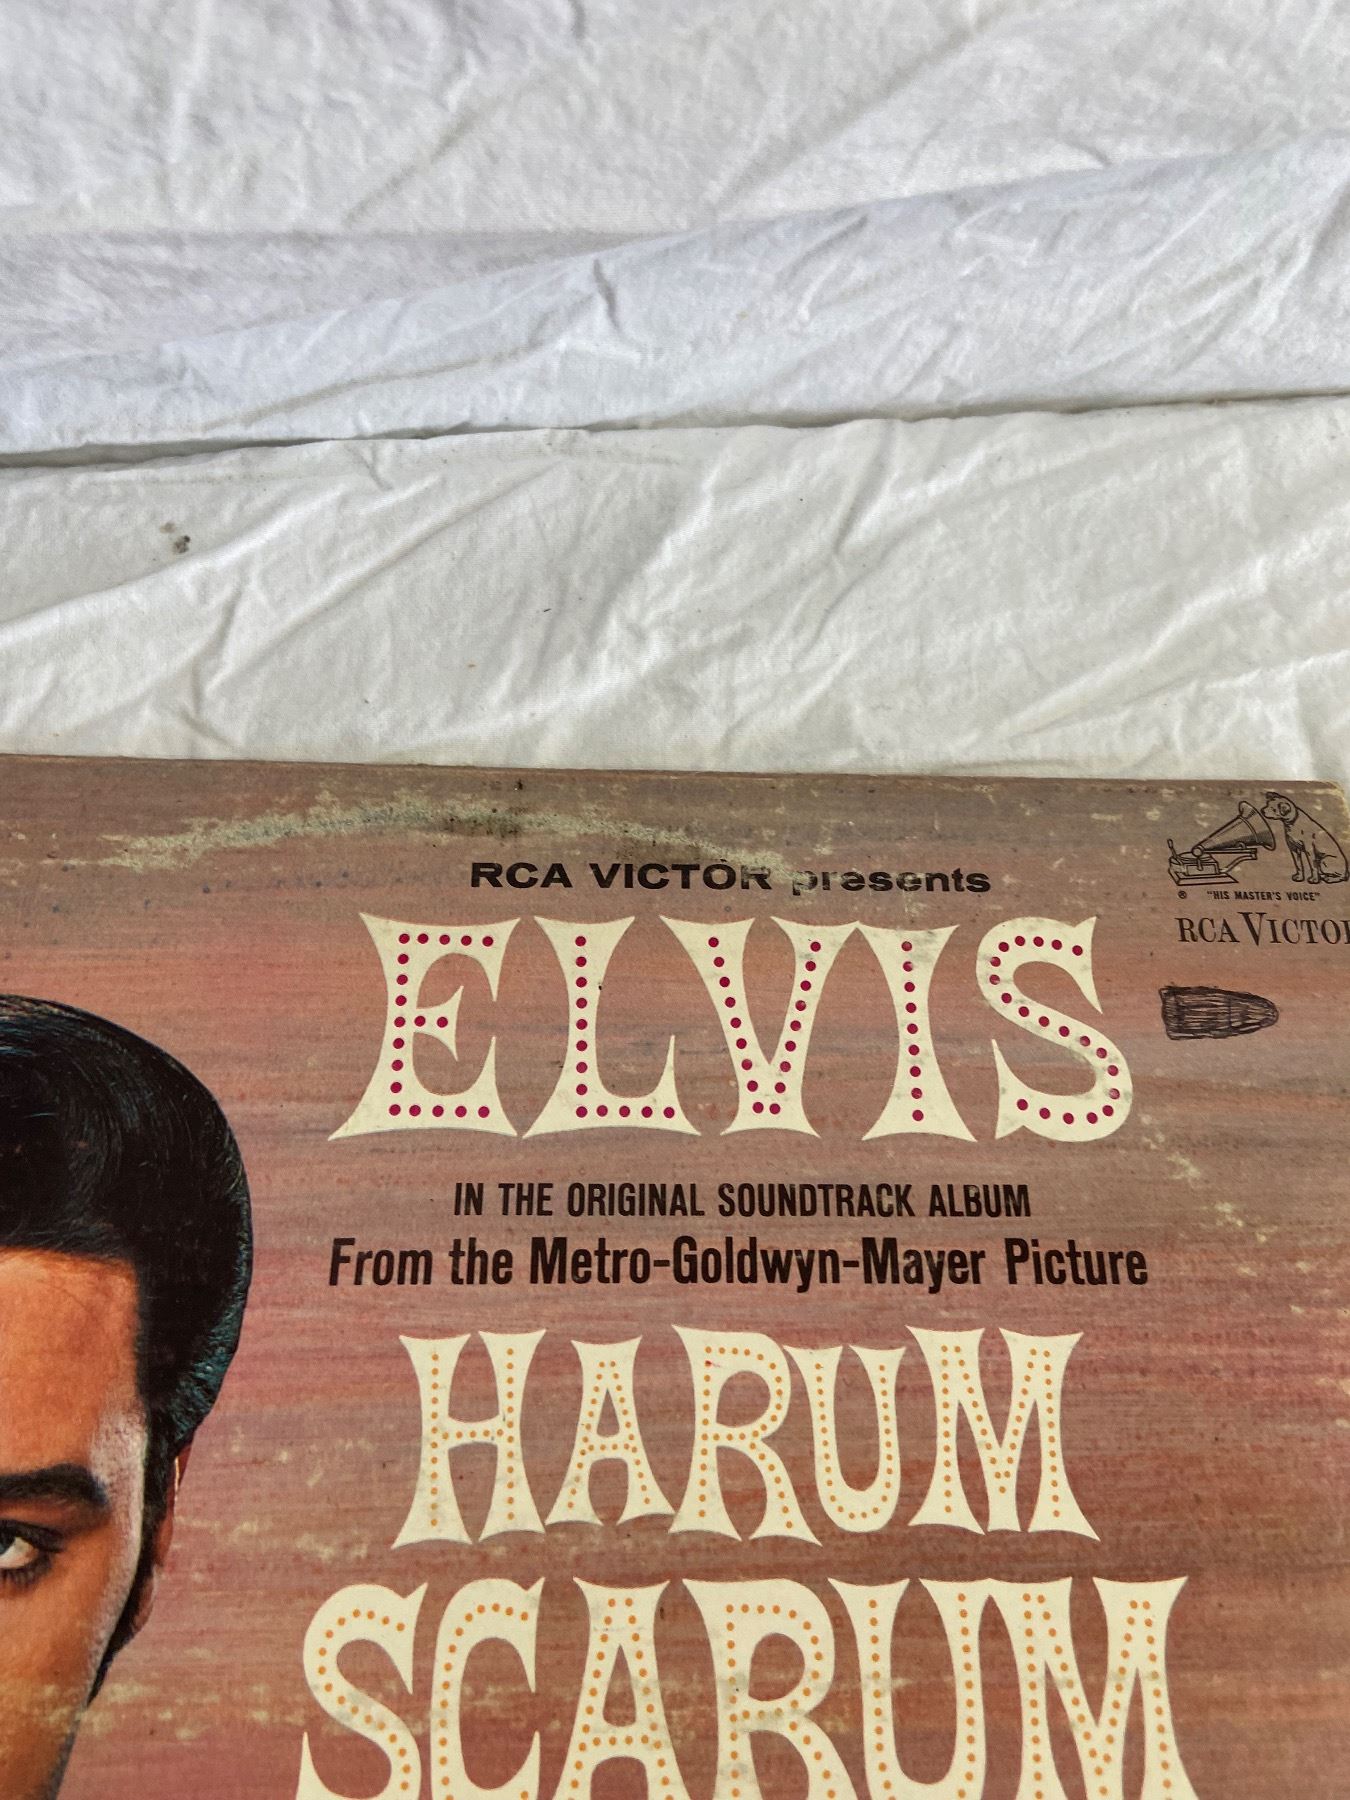 RCA VICTOR presents
ELVIS
IN THE ORIGINAL SOUNDTRACK ALBUM
From the Metro-Goldwyn-Mayer Picture
HARUM
SCARUM
® "HIS MASTER'S VOICE"
RCA VICTOR